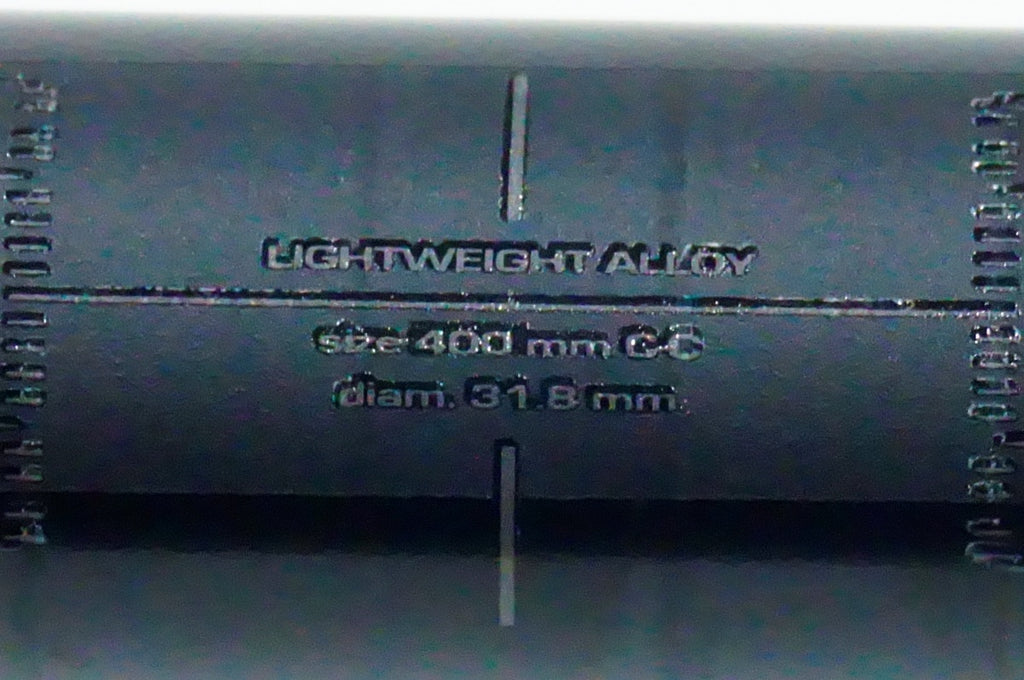 LIGHTWEIGHT ALLOY
size 400 mm C-C
diam. 31.8 mm